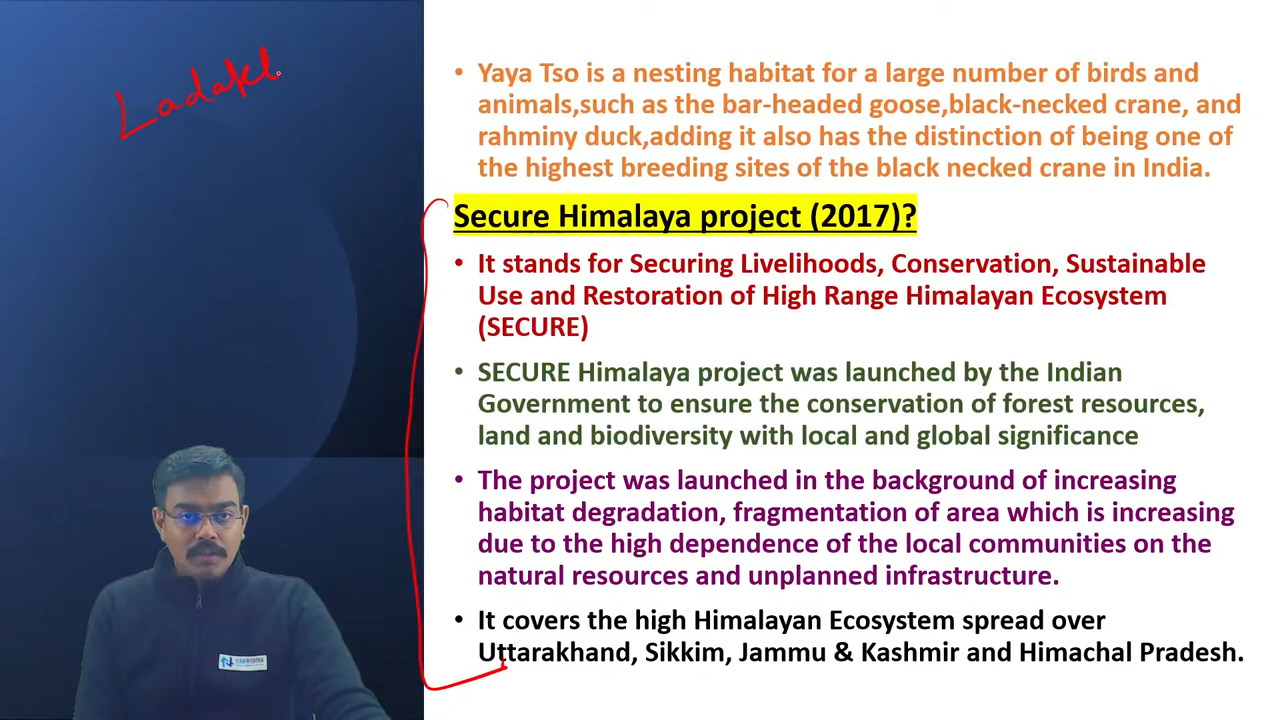 Ladakh
• Yaya Tso is a nesting habitat for a large number of birds and
animals,such as the bar-headed goose,black-necked crane, and
rahminy duck,adding it also has the distinction of being one of
the highest breeding sites of the black necked crane in India.
Secure Himalaya project (2017)?
• It stands for Securing Livelihoods, Conservation, Sustainable
Use and Restoration of High Range Himalayan Ecosystem
(SECURE)
• SECURE Himalaya project was launched by the Indian
Government to ensure the conservation of forest resources,
land and biodiversity with local and global significance
• The project was launched in the background of increasing
habitat degradation, fragmentation of area which is increasing
due to the high dependence of the local communities on the
natural resources and unplanned infrastructure.
• It covers the high Himalayan Ecosystem spread over
Uttarakhand, Sikkim, Jammu & Kashmir and Himachal Pradesh.